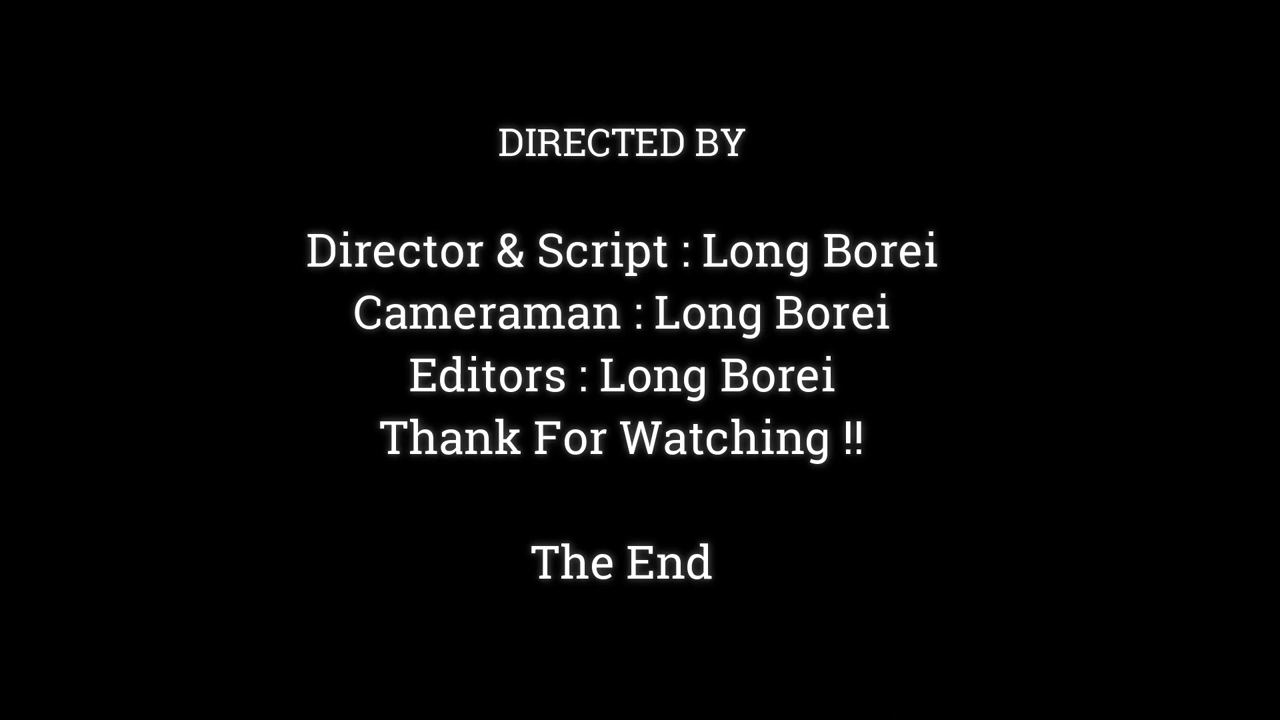 DIRECTED BY
Director & Script : Long Borei
Cameraman : Long Borei
Editors : Long Borei
Thank For Watching !!
The End